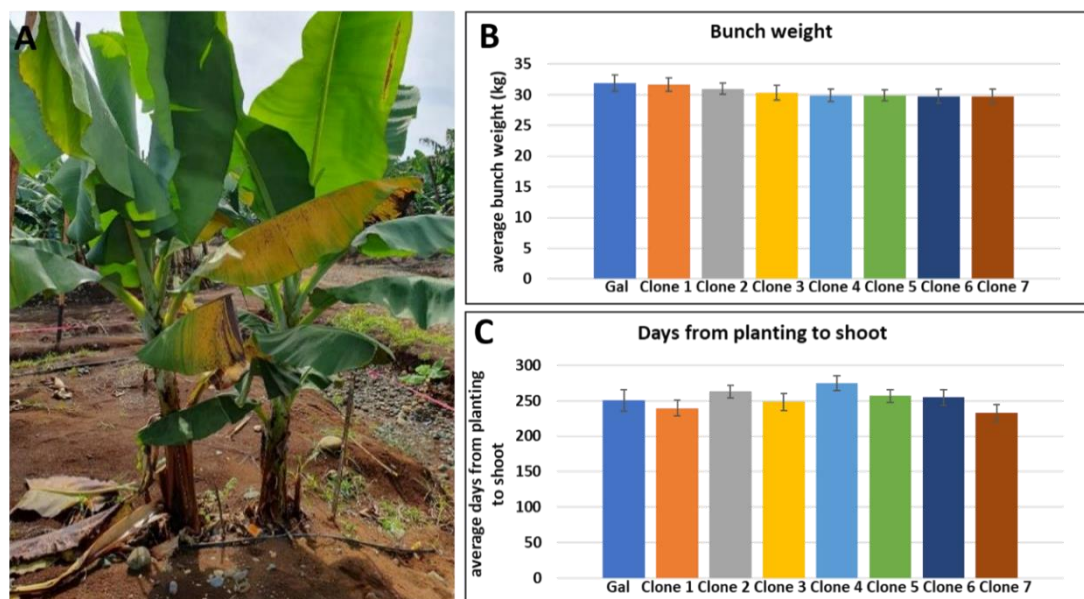 A
B
Bunch weight
average bunch weight (kg)
35
30
25
20
15
10
5
0
Gal Clone 1 Clone 2 Clone 3 Clone 4 Clone 5 Clone 6 Clone 7
C
Days from planting to shoot
average days from planting
to shoot
300
250
200
150
100
50
0
Gal Clone 1 Clone 2 Clone 3 Clone 4 Clone 5 Clone 6 Clone 7